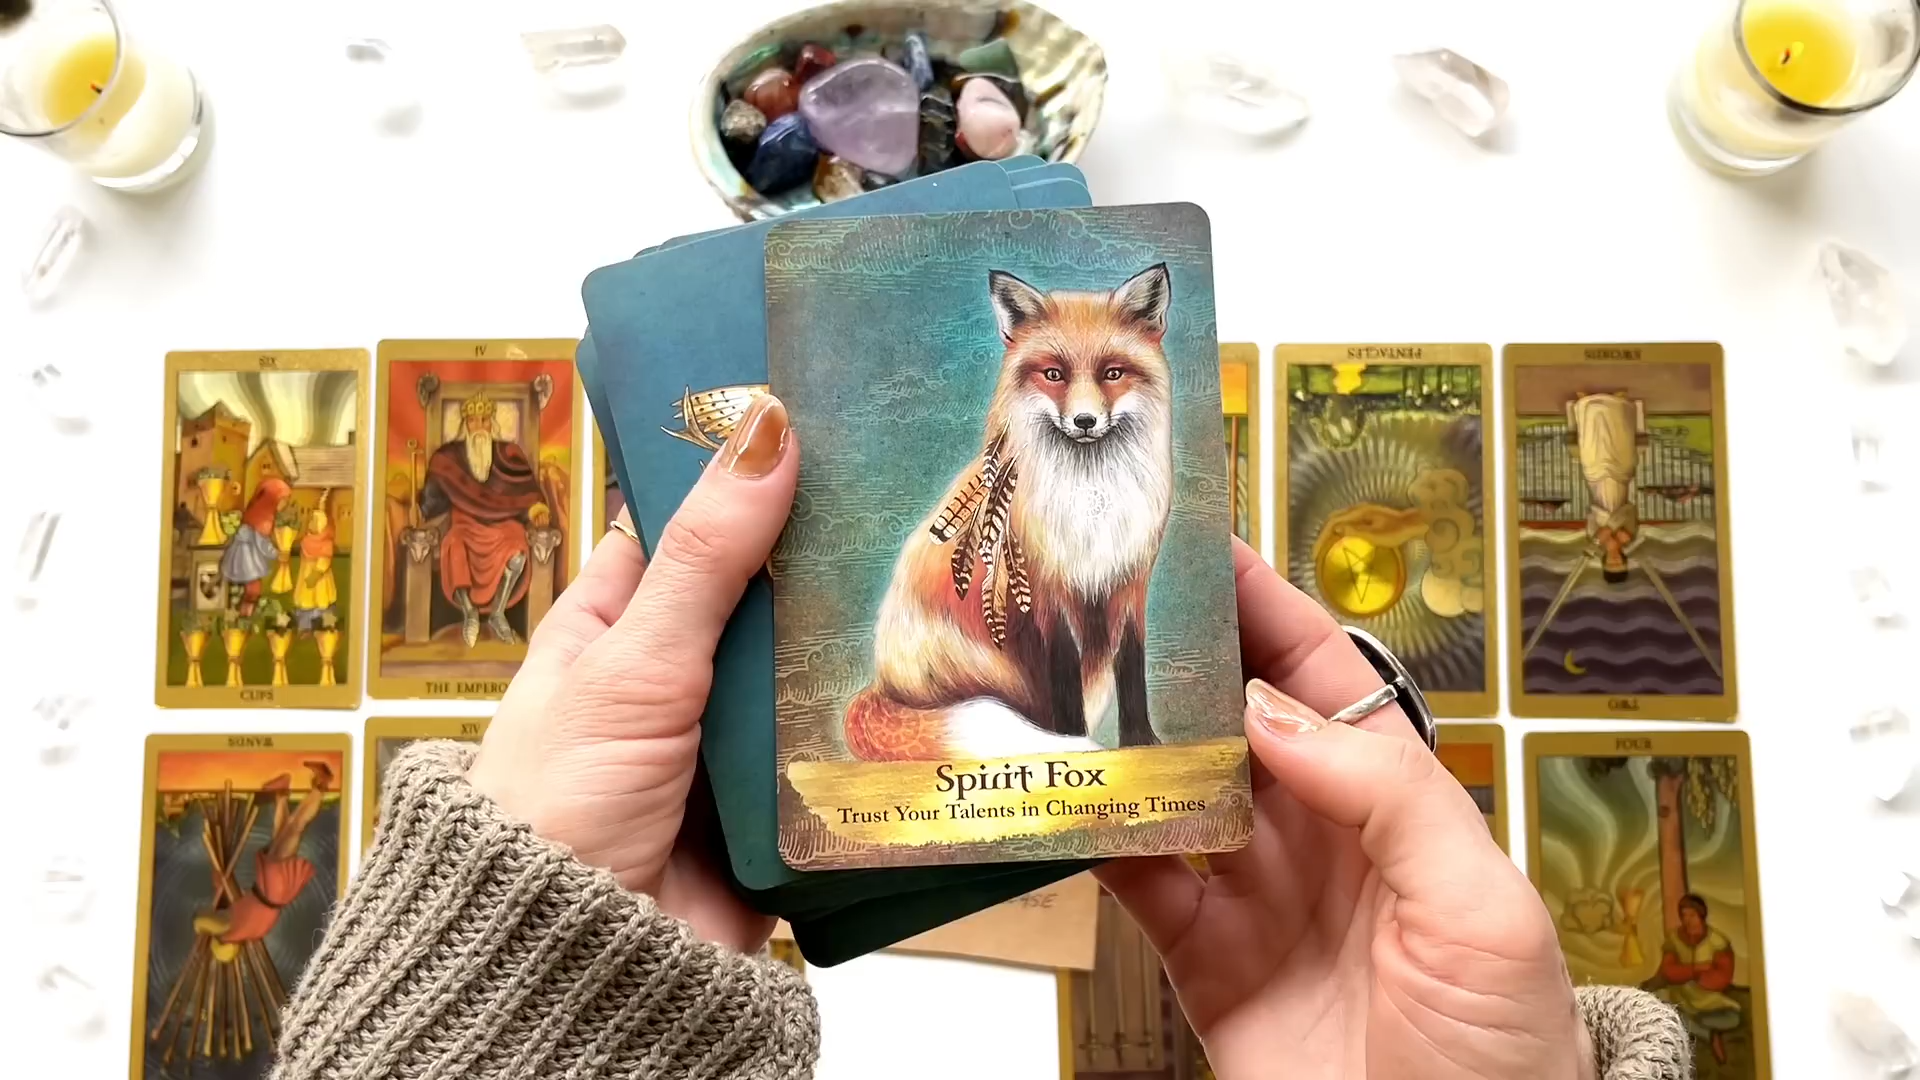 SIX
CUPS
IV
THE EMPERO
PENTACLES
SWORDS
TWO
Spirit Fox
Trust Your Talents in Changing Times
WANDS
XIV
FOUR